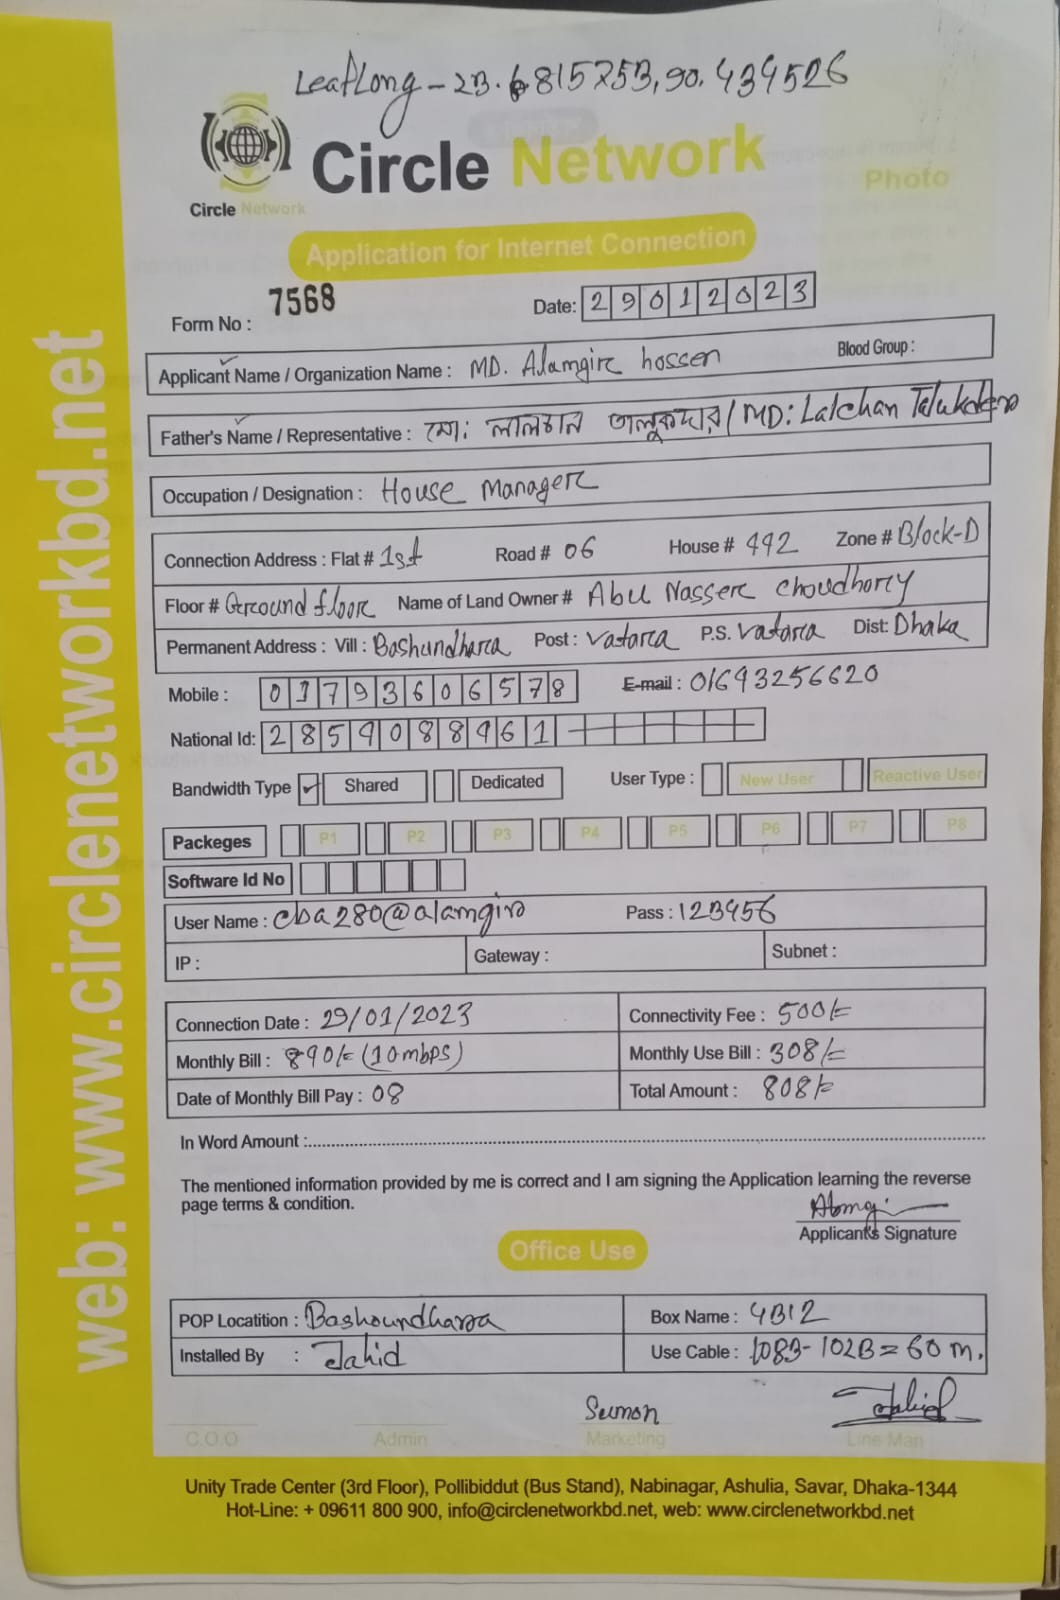 LeafLong - 23.6815753, 90.434526
Circle Network
Circle Network
Photo
Application for Internet Connection
Form No : 7568
Date: 29012023
Applicant Name / Organization Name : MD. Alamgir hossen Blood Group :
Father's Name / Representative : মো: লালচান তালুকদার / MD: Lalchan Talukder
Occupation / Designation : House Manager
Connection Address : Flat # 1st Road # 06 House # 442 Zone # Block-D
Floor # Ground floor Name of Land Owner # Abu Nasser Choudhory
Permanent Address : Vill : Bashundhara Post : Vatara P.S. Vatara Dist: Dhaka
Mobile : 01793606578 E-mail : 01643256620
National Id: 2859088961
Bandwidth Type ✓ Shared Dedicated User Type : New User Reactive User
Packeges P1 P2 P3 P4 P5 P6 P7 P8
Software Id No
User Name : cba280@alamgir Pass : 123456
IP : Gateway : Subnet :
Connection Date : 29/01/2023 Connectivity Fee : 500/=
Monthly Bill : 890/= (10mbps) Monthly Use Bill : 308/=
Date of Monthly Bill Pay : 08 Total Amount : 808/=
In Word Amount :
The mentioned information provided by me is correct and I am signing the Application learning the reverse
page terms & condition.
Applicant's Signature
Office Use
POP Locatition : Bashoundhara Box Name : 4B12
Installed By : Jahid Use Cable : 1083-1023 = 60 m.
Sumon Jahid
C.O.O Admin Marketing Line Man
Unity Trade Center (3rd Floor), Pollibiddut (Bus Stand), Nabinagar, Ashulia, Savar, Dhaka-1344
Hot-Line: + 09611 800 900, info@circlenetworkbd.net, web: www.circlenetworkbd.net
web: www.circlenetworkbd.net